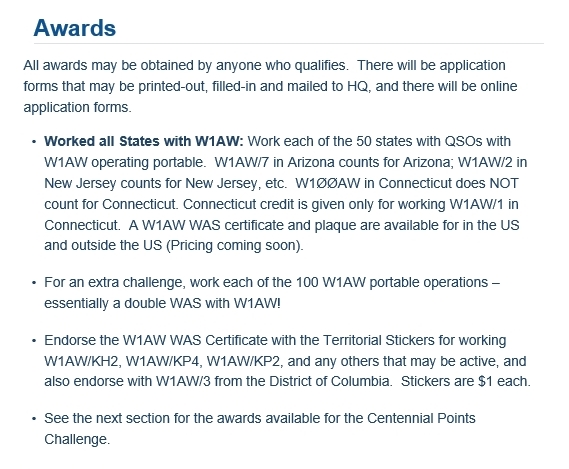 Awards
All awards may be obtained by anyone who qualifies.  There will be application
forms that may be printed-out, filled-in and mailed to HQ, and there will be online
application forms.
• Worked all States with W1AW: Work each of the 50 states with QSOs with
W1AW operating portable.  W1AW/7 in Arizona counts for Arizona; W1AW/2 in
New Jersey counts for New Jersey, etc.  W1ØØAW in Connecticut does NOT
count for Connecticut. Connecticut credit is given only for working W1AW/1 in
Connecticut.  A W1AW WAS certificate and plaque are available for in the US
and outside the US (Pricing coming soon).
• For an extra challenge, work each of the 100 W1AW portable operations –
essentially a double WAS with W1AW!
• Endorse the W1AW WAS Certificate with the Territorial Stickers for working
W1AW/KH2, W1AW/KP4, W1AW/KP2, and any others that may be active, and
also endorse with W1AW/3 from the District of Columbia.  Stickers are $1 each.
• See the next section for the awards available for the Centennial Points
Challenge.